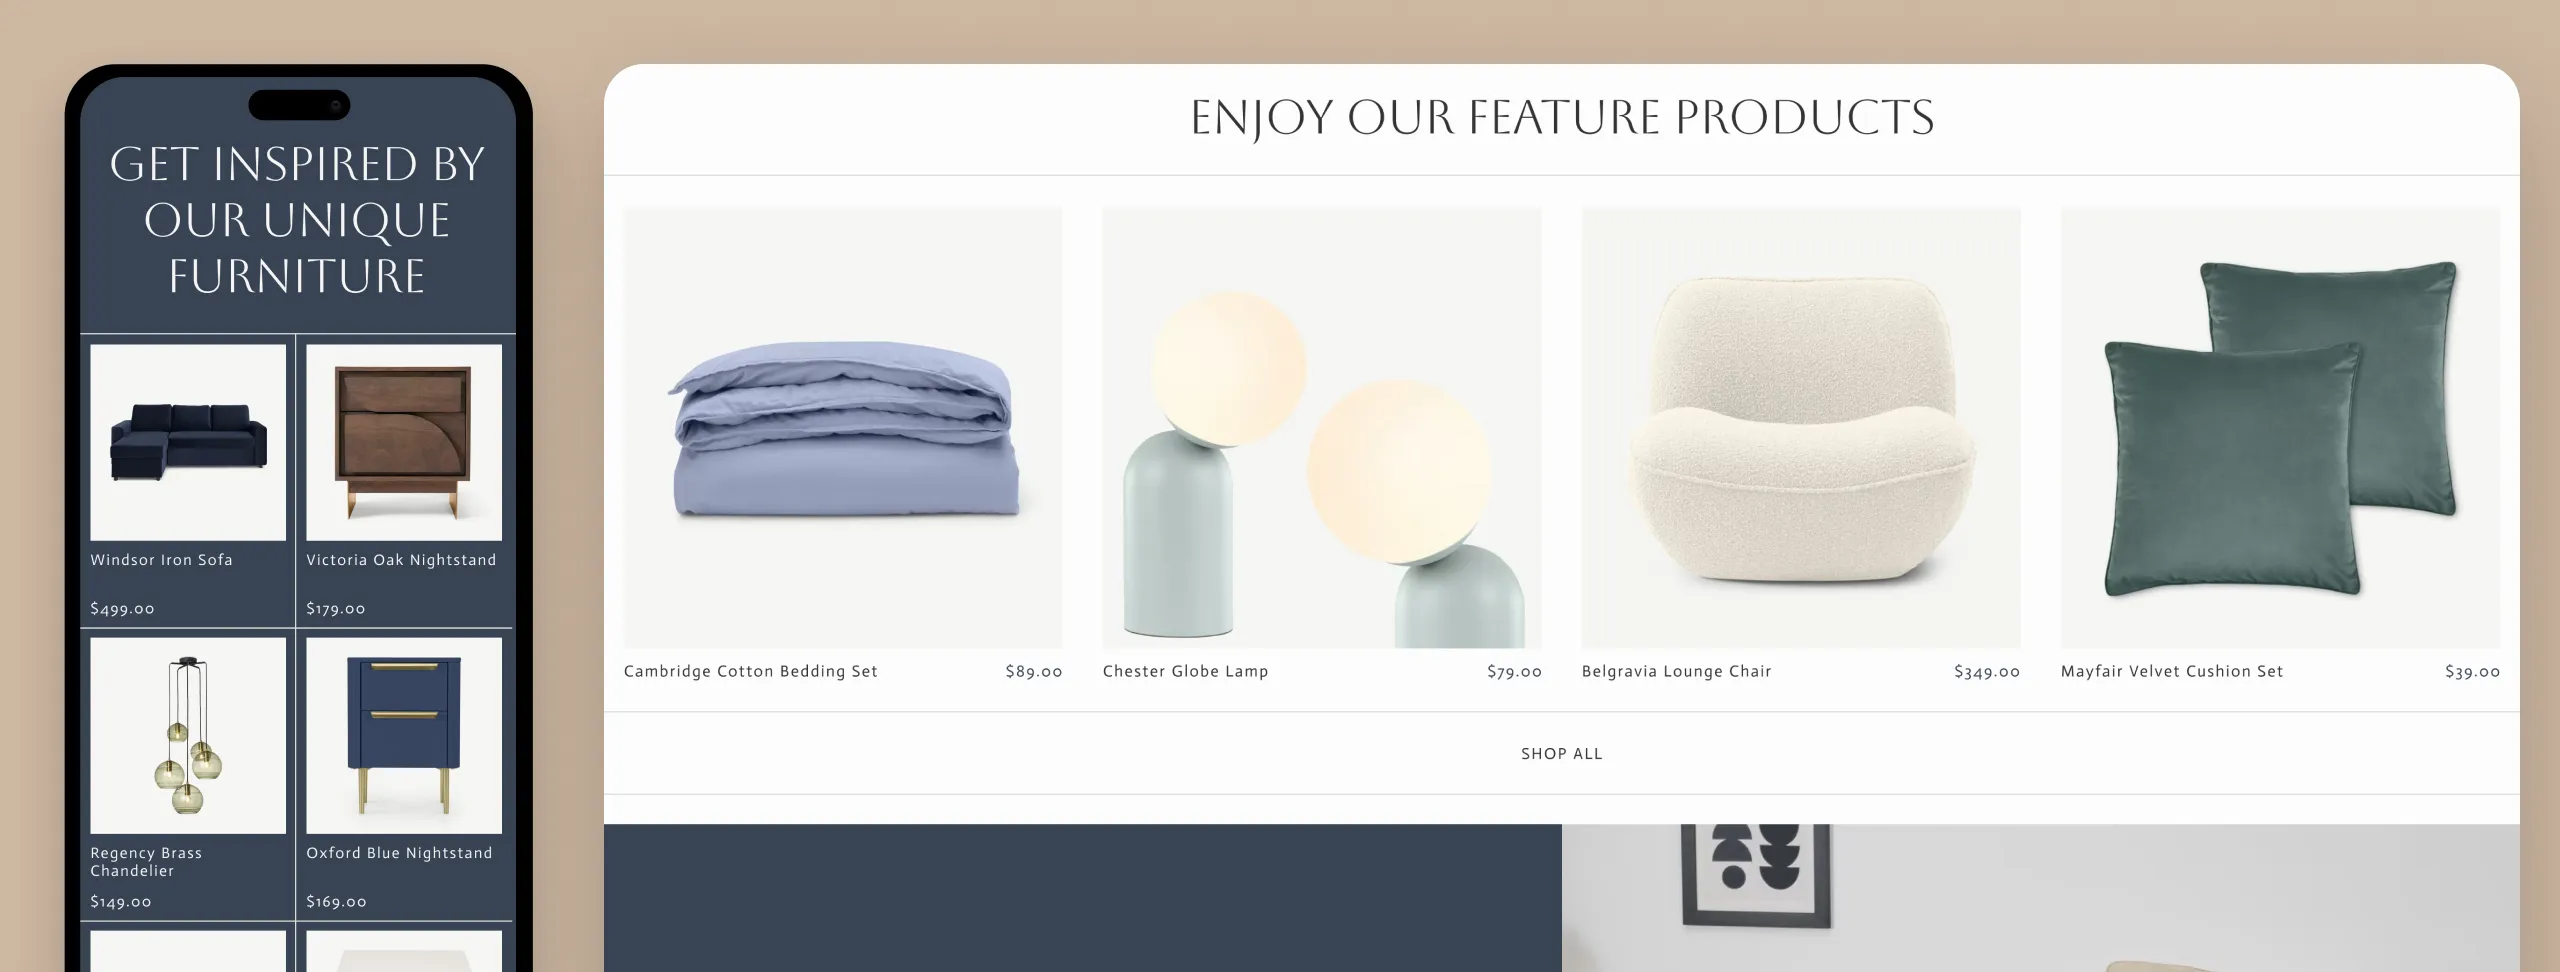 GET INSPIRED BY
OUR UNIQUE
FURNITURE
Windsor Iron Sofa
$499.00
Victoria Oak Nightstand
$179.00
Regency Brass
Chandelier
$149.00
Oxford Blue Nightstand
$169.00
ENJOY OUR FEATURE PRODUCTS
Cambridge Cotton Bedding Set $89.00
Chester Globe Lamp $79.00
Belgravia Lounge Chair $349.00
Mayfair Velvet Cushion Set $39.00
SHOP ALL